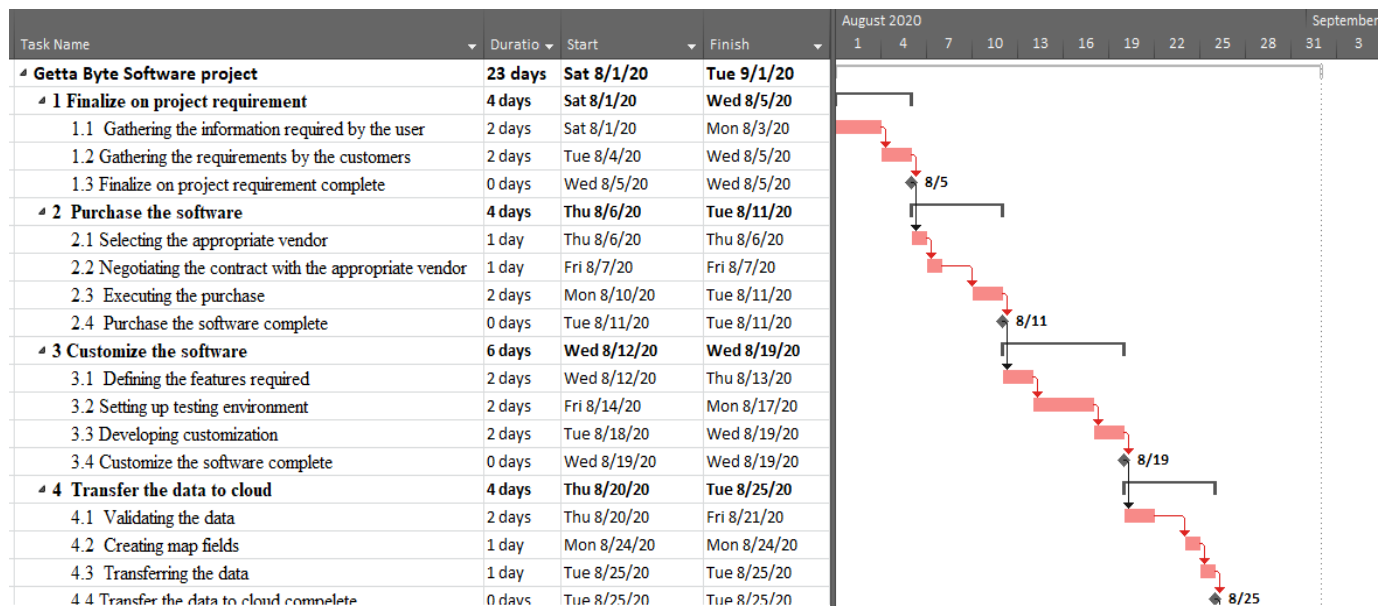 August 2020 September
Task Name Duratio Start Finish 1 4 7 10 13 16 19 22 25 28 31 3
Getta Byte Software project 23 days Sat 8/1/20 Tue 9/1/20
1 Finalize on project requirement 4 days Sat 8/1/20 Wed 8/5/20
1.1 Gathering the information required by the user 2 days Sat 8/1/20 Mon 8/3/20
1.2 Gathering the requirements by the customers 2 days Tue 8/4/20 Wed 8/5/20
1.3 Finalize on project requirement complete 0 days Wed 8/5/20 Wed 8/5/20 8/5
2 Purchase the software 4 days Thu 8/6/20 Tue 8/11/20
2.1 Selecting the appropriate vendor 1 day Thu 8/6/20 Thu 8/6/20
2.2 Negotiating the contract with the appropriate vendor 1 day Fri 8/7/20 Fri 8/7/20
2.3 Executing the purchase 2 days Mon 8/10/20 Tue 8/11/20
2.4 Purchase the software complete 0 days Tue 8/11/20 Tue 8/11/20 8/11
3 Customize the software 6 days Wed 8/12/20 Wed 8/19/20
3.1 Defining the features required 2 days Wed 8/12/20 Thu 8/13/20
3.2 Setting up testing environment 2 days Fri 8/14/20 Mon 8/17/20
3.3 Developing customization 2 days Tue 8/18/20 Wed 8/19/20
3.4 Customize the software complete 0 days Wed 8/19/20 Wed 8/19/20 8/19
4 Transfer the data to cloud 4 days Thu 8/20/20 Tue 8/25/20
4.1 Validating the data 2 days Thu 8/20/20 Fri 8/21/20
4.2 Creating map fields 1 day Mon 8/24/20 Mon 8/24/20
4.3 Transferring the data 1 day Tue 8/25/20 Tue 8/25/20
4.4 Transfer the data to cloud compelete 0 days Tue 8/25/20 Tue 8/25/20 8/25